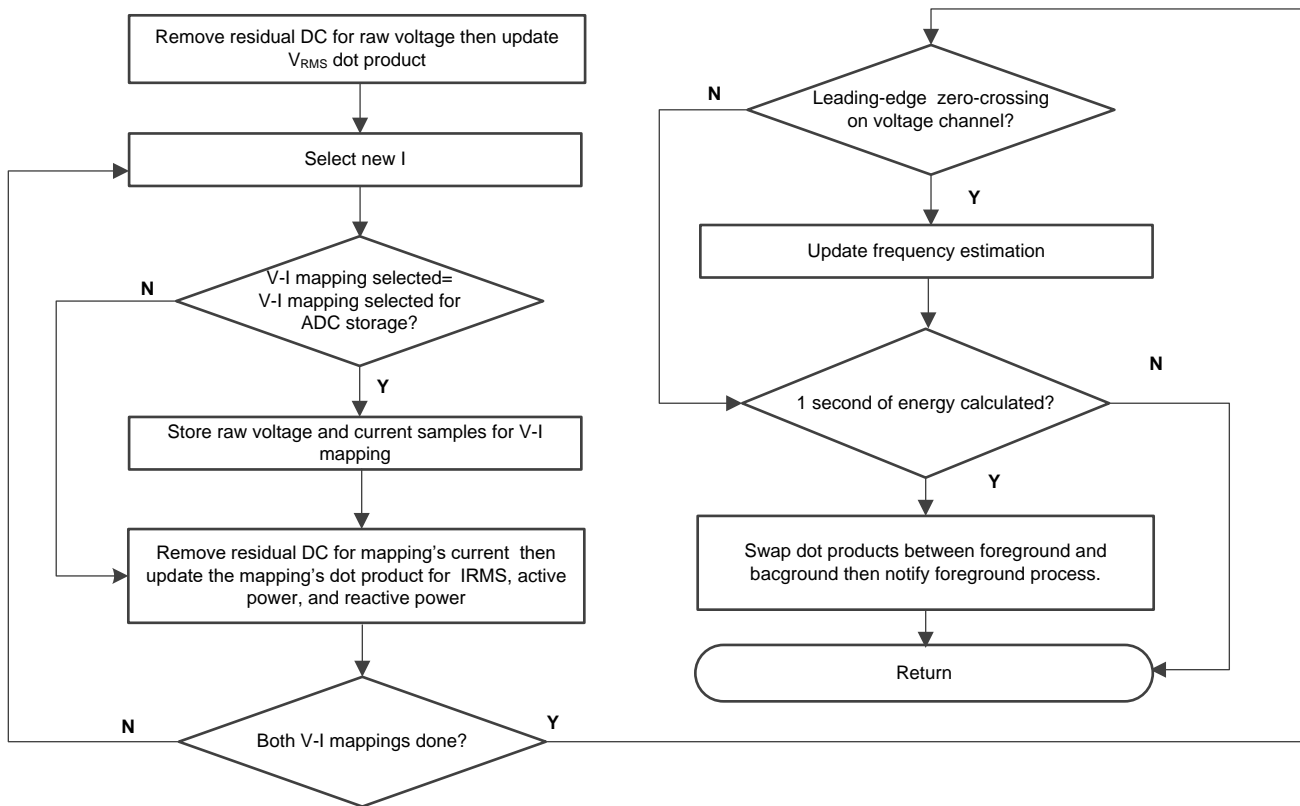 Remove residual DC for raw voltage then update
VRMS dot product
Select new I
V-I mapping selected=
V-I mapping selected for
ADC storage?
N
Y
Store raw voltage and current samples for V-I
mapping
Remove residual DC for mapping's current then
update the mapping's dot product for IRMS, active
power, and reactive power
Both V-I mappings done?
N
Y
Leading-edge zero-crossing
on voltage channel?
N
Y
Update frequency estimation
1 second of energy calculated?
N
Y
Swap dot products between foreground and
bacground then notify foreground process.
Return